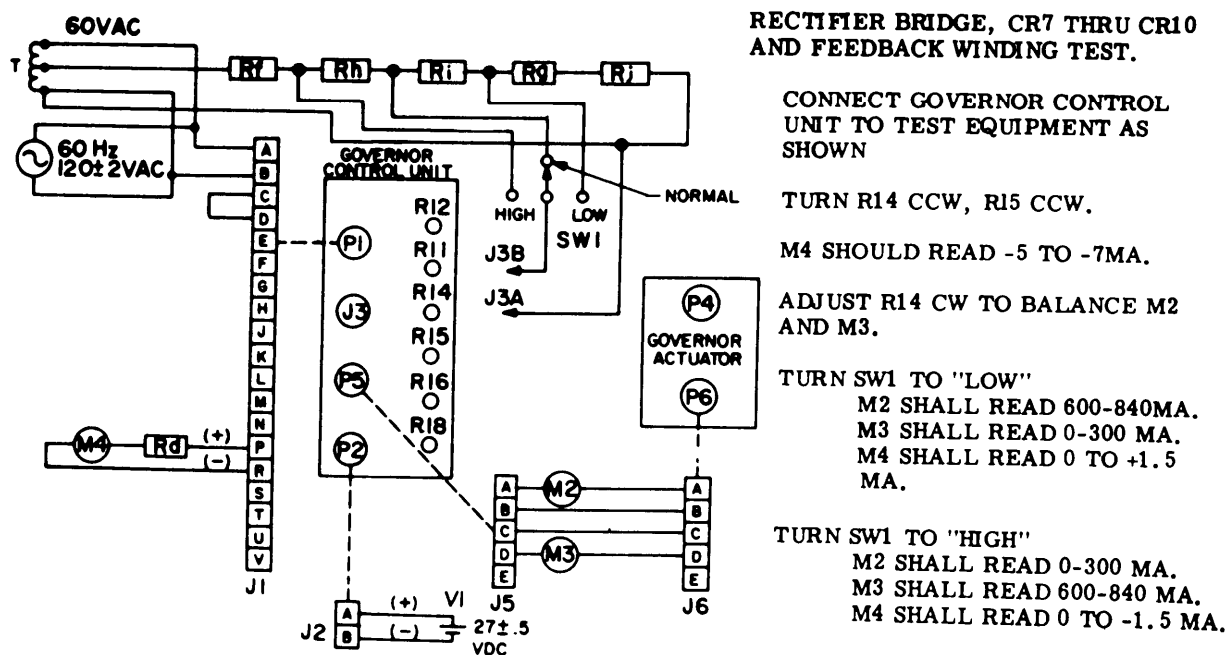 60VAC
T
Rf
Rh
Ri
Rg
Rj
60 Hz
120±2VAC
A
B
C
D
E
F
G
H
J
K
L
M
N
P
R
S
T
U
V
J1
GOVERNOR
CONTROL UNIT
P1
J3
P5
P2
R12
R11
R14
R15
R16
R18
HIGH
LOW
NORMAL
SW1
J3B
J3A
P4
GOVERNOR
ACTUATOR
P6
M4
Rd
(+)
(-)
J2
A
B
(+)
(-)
V1
27±.5
VDC
A
B
C
D
E
J5
M2
M3
A
B
C
D
E
J6
RECTIFIER BRIDGE, CR7 THRU CR10
AND FEEDBACK WINDING TEST.
CONNECT GOVERNOR CONTROL
UNIT TO TEST EQUIPMENT AS
SHOWN
TURN R14 CCW, R15 CCW.
M4 SHOULD READ -5 TO -7MA.
ADJUST R14 CW TO BALANCE M2
AND M3.
TURN SW1 TO "LOW"
M2 SHALL READ 600-840MA.
M3 SHALL READ 0-300 MA.
M4 SHALL READ 0 TO +1.5
MA.
TURN SW1 TO "HIGH"
M2 SHALL READ 0-300 MA.
M3 SHALL READ 600-840 MA.
M4 SHALL READ 0 TO -1.5 MA.